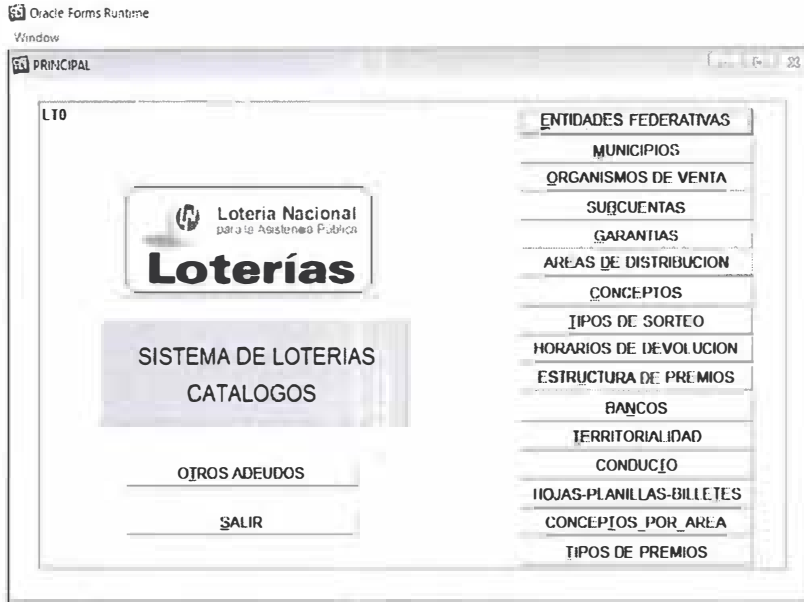 Oracle Forms Runtime
Window
PRINCIPAL
LTO
Lotería Nacional
para la Asistencia Pública
Loterías
SISTEMA DE LOTERIAS
CATALOGOS
OTROS ADEUDOS
SALIR
ENTIDADES FEDERATIVAS
MUNICIPIOS
ORGANISMOS DE VENTA
SUBCUENTAS
GARANTIAS
AREAS DE DISTRIBUCION
CONCEPTOS
TIPOS DE SORTEO
HORARIOS DE DEVOLUCION
ESTRUCTURA DE PREMIOS
BANCOS
TERRITORIALIDAD
CONDUCTO
HOJAS-PLANILLAS-BILLETES
CONCEPTOS_POR_AREA
TIPOS DE PREMIOS